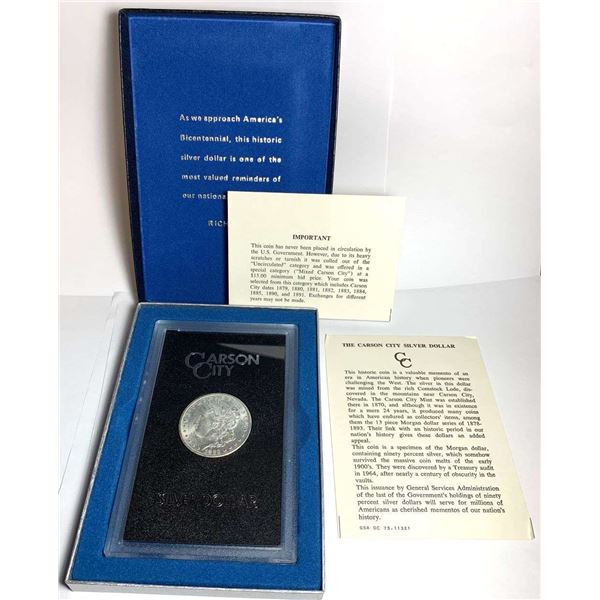 As we approach America's
Bicentennial, this historic
silver dollar is one of the
most valued reminders of
our national
RICH
IMPORTANT
This coin has never been placed in circulation by
the U.S. Government. However, due to its heavy
scratches or tarnish it was culled out of the
"Uncirculated" category and was offered in a
special category ("Mixed Carson City") at a
$15.00 minimum bid price. Your coin was
selected from this category which includes Carson
City dates 1879, 1880, 1881, 1882, 1883, 1884,
1885, 1890, and 1891. Exchanges for different
years may not be made.
CARSON
CITY
DOLLAR
THE CARSON CITY SILVER DOLLAR
CC
This historic coin is a valuable memento of an
era in American history when pioneers were
challenging the West. The silver in this dollar
was mined from the rich Comstock Lode, dis-
covered in the mountains near Carson City,
Nevada. The Carson City Mint was established
there in 1870, and although it was in existence
for a mere 24 years, it produced many coins
which have endured as collectors' items, among
them the 13 piece Morgan dollar series of 1878-
1893. Their link with an historic period in our
nation's history gives these dollars an added
appeal.
This coin is a specimen of the Morgan dollar,
containing ninety percent silver, which somehow
survived the massive coin melts of the early
1900's. They were discovered by a Treasury audit
in 1964, after nearly a century of obscurity in the
vaults.
This issuance by General Services Administration
of the last of the Government's holdings of ninety
percent silver dollars will serve for millions of
Americans as cherished mementos of our nation's
history.
GSA DC 73-11321